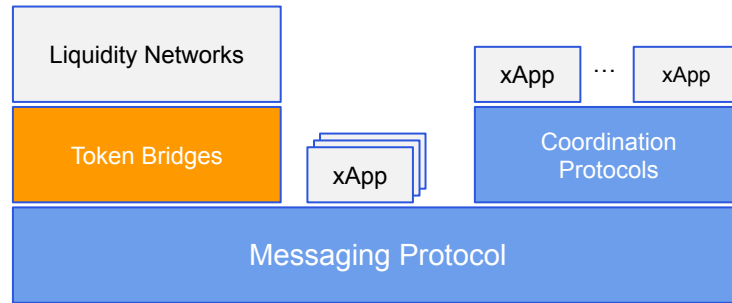 Liquidity Networks
xApp
...
xApp
Token Bridges
xApp
Coordination
Protocols
Messaging Protocol